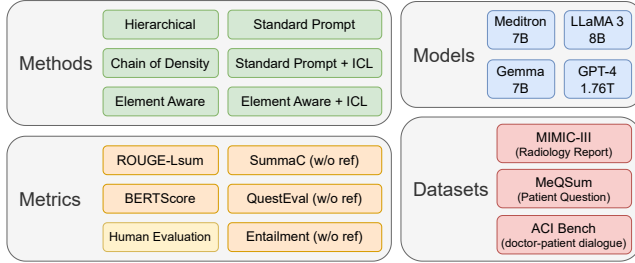 Methods
Hierarchical
Standard Prompt
Chain of Density
Standard Prompt + ICL
Element Aware
Element Aware + ICL
Models
Meditron
7B
LLaMA 3
8B
Gemma
7B
GPT-4
1.76T
Metrics
ROUGE-Lsum
SummaC (w/o ref)
BERTScore
QuestEval (w/o ref)
Human Evaluation
Entailment (w/o ref)
Datasets
MIMIC-III
(Radiology Report)
MeQSum
(Patient Question)
ACI Bench
(doctor-patient dialogue)